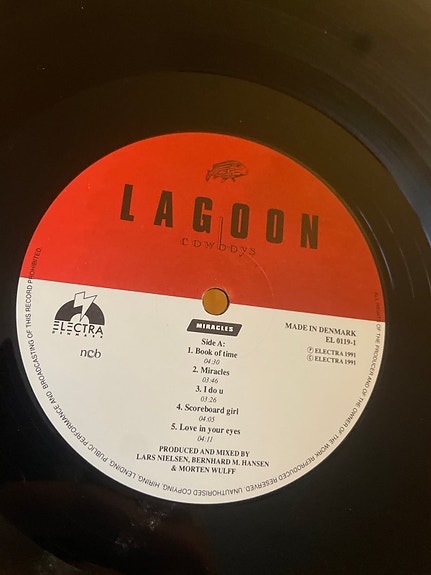 LAGOON
cowboys
MIRACLES
ELECTRA
DENMARK
ncb
MADE IN DENMARK
EL 0119-1
Ⓟ ELECTRA 1991
Ⓒ ELECTRA 1991
Side A:
1. Book of time
04:30
2. Miracles
03:46
3. I do u
03:26
4. Scoreboard girl
04:05
5. Love in your eyes
04:11
PRODUCED AND MIXED BY
LARS NIELSEN, BERNHARD M. HANSEN
& MORTEN WULFF
OF THE PRODUCER AND OF THE OWNER OF THE WORK REPRODUCED RESERVED. UNAUTHORISED COPYING, HIRING, LENDING, PUBLIC PERFORMANCE AND BROADCASTING OF THIS RECORD PROHIBITED.